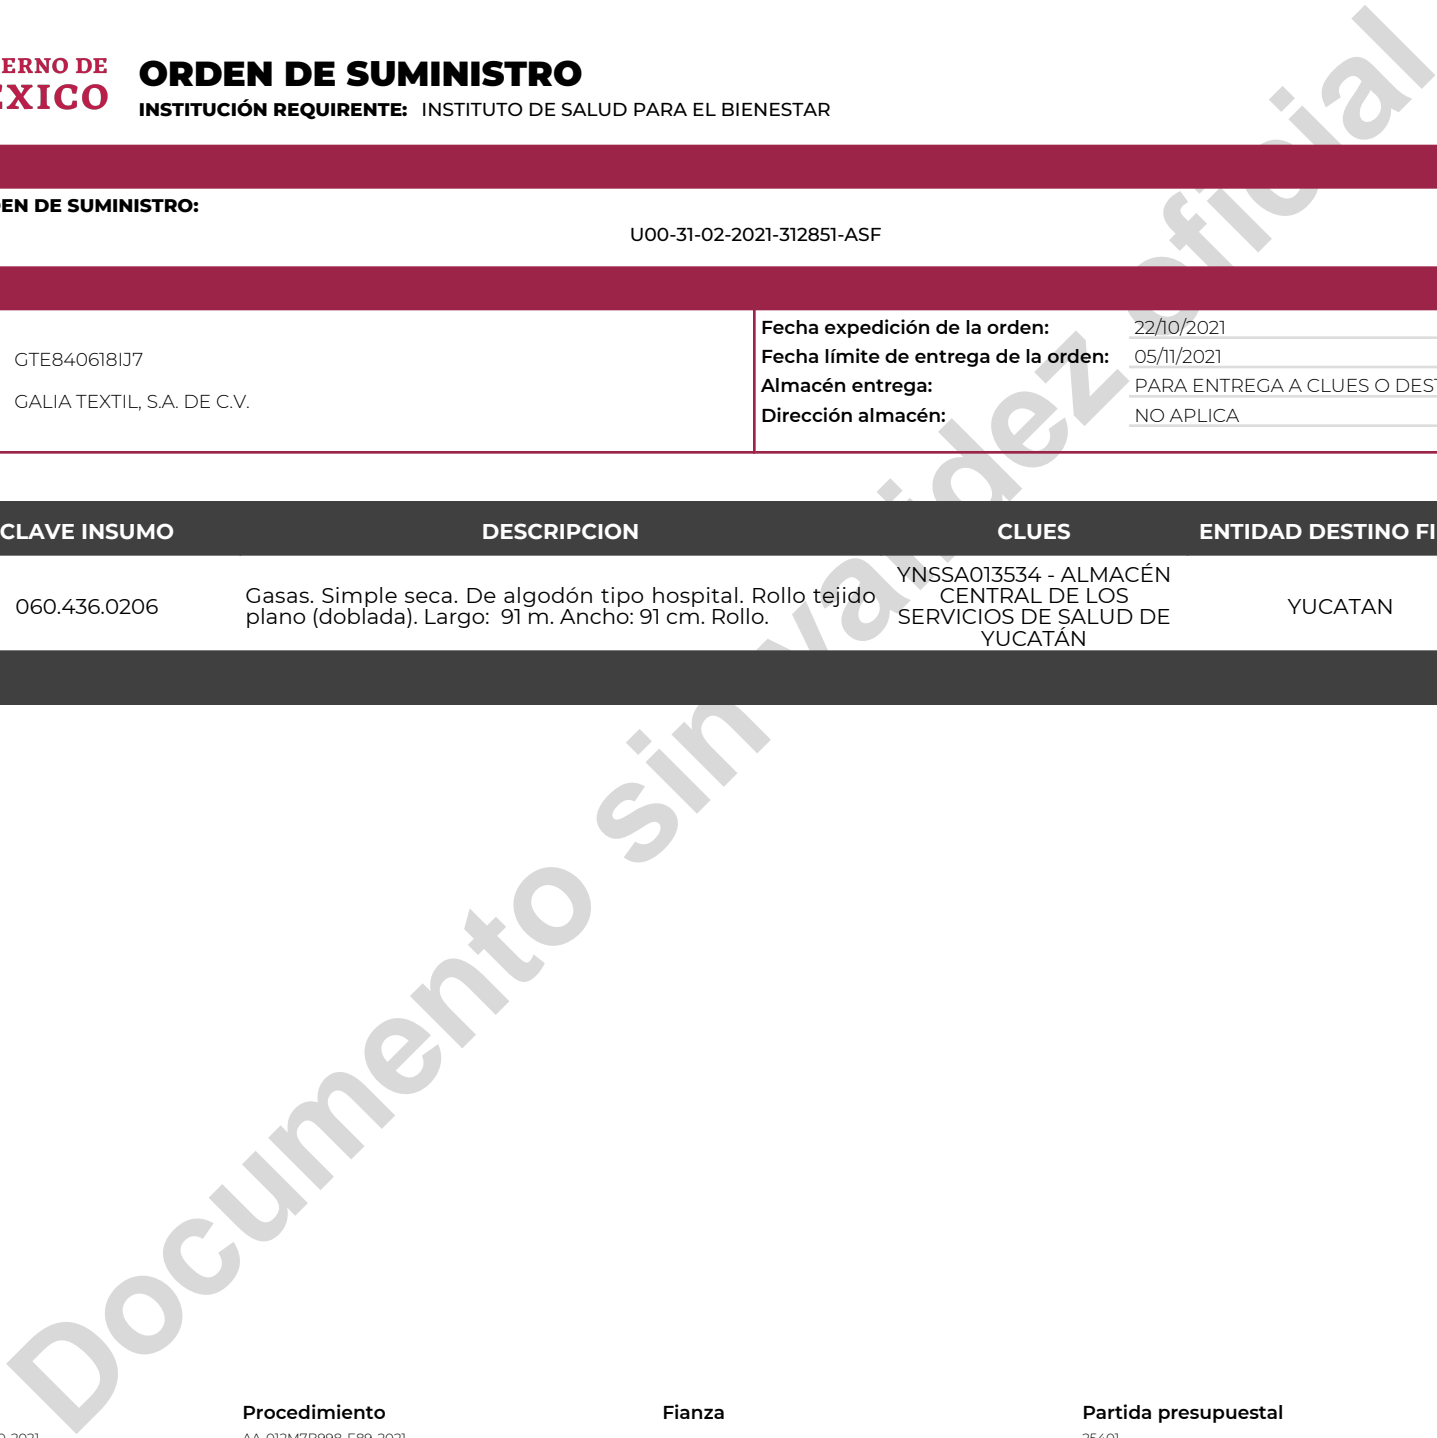 ERNO DE
EXICO
ORDEN DE SUMINISTRO
INSTITUCIÓN REQUIRENTE: INSTITUTO DE SALUD PARA EL BIENESTAR
EN DE SUMINISTRO:
U00-31-02-2021-312851-ASF
GTE840618IJ7
GALIA TEXTIL, S.A. DE C.V.
Fecha expedición de la orden: 22/10/2021
Fecha límite de entrega de la orden: 05/11/2021
Almacén entrega: PARA ENTREGA A CLUES O DEST
Dirección almacén: NO APLICA
CLAVE INSUMO DESCRIPCION CLUES ENTIDAD DESTINO FI
060.436.0206
Gasas. Simple seca. De algodón tipo hospital. Rollo tejido
plano (doblada). Largo: 91 m. Ancho: 91 cm. Rollo.
YNSSA013534 - ALMACÉN
CENTRAL DE LOS
SERVICIOS DE SALUD DE
YUCATÁN
YUCATAN
Documento sin validez oficial
Procedimiento Fianza Partida presupuestal